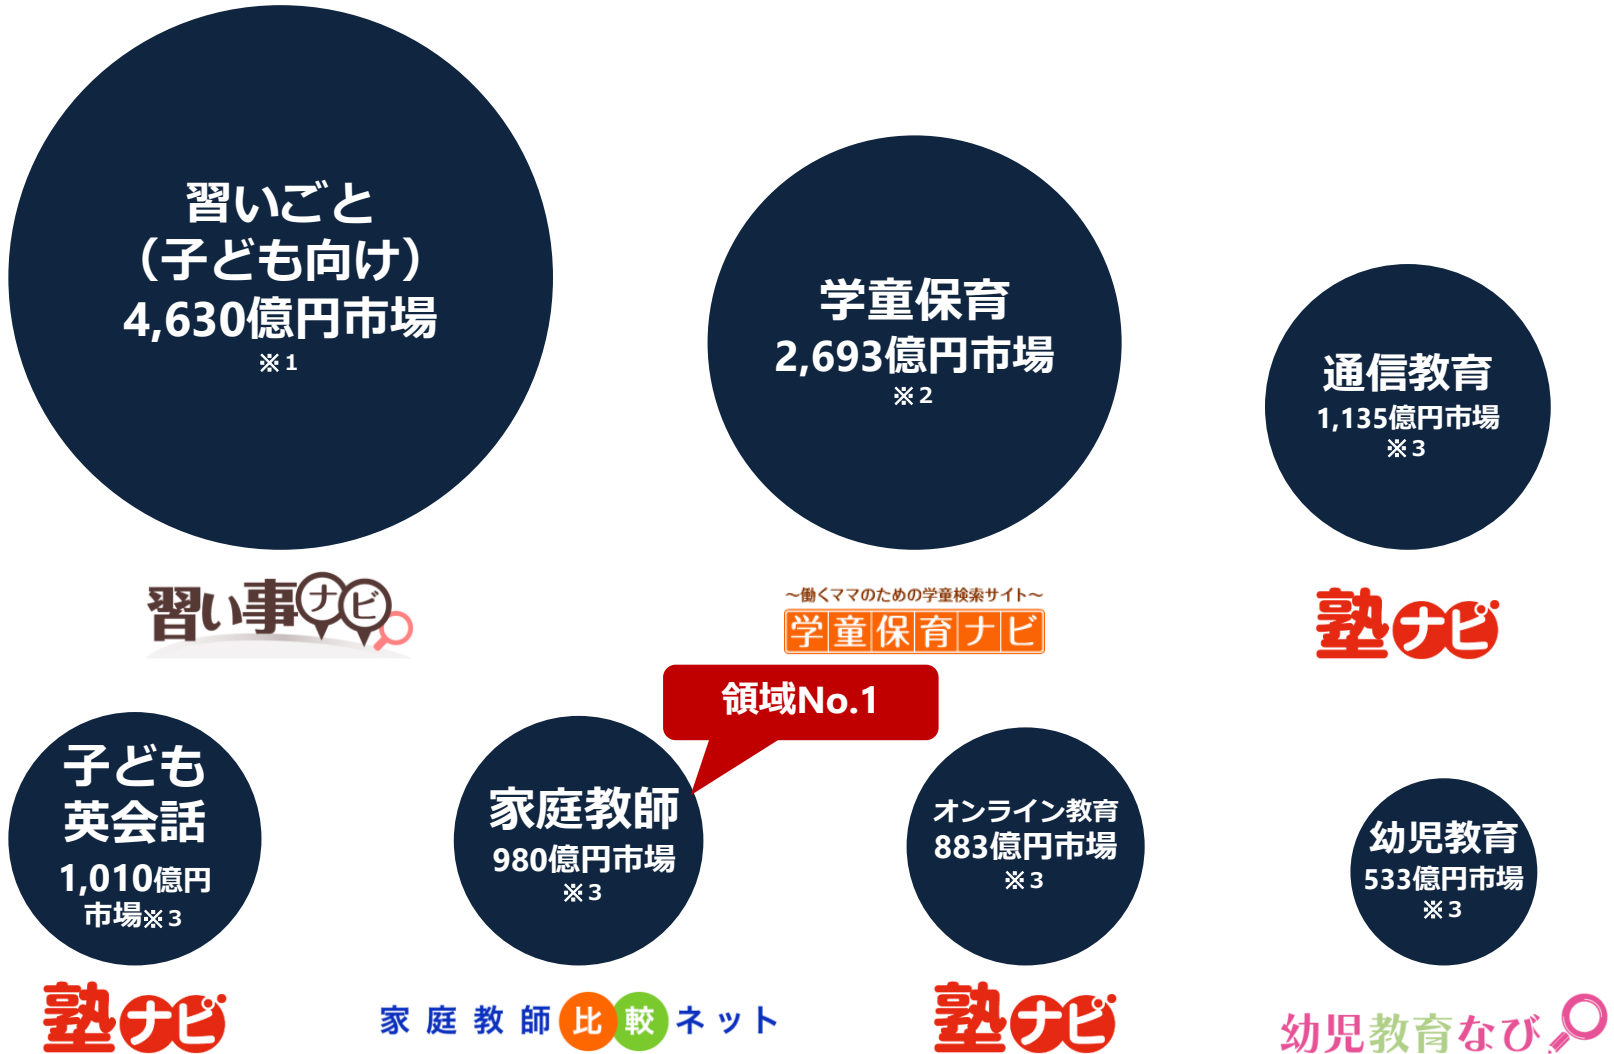 習いごと
（子ども向け）
4,630億円市場
※1
学童保育
2,693億円市場
※2
通信教育
1,135億円市場
※3
習い事ナビ
～働くママのための学童検索サイト～
学童保育ナビ
塾ナビ
領域No.1
子ども
英会話
1,010億円
市場※3
家庭教師
980億円市場
※3
オンライン教育
883億円市場
※3
幼児教育
533億円市場
※3
塾ナビ
家庭教師比較ネット
塾ナビ
幼児教育なび